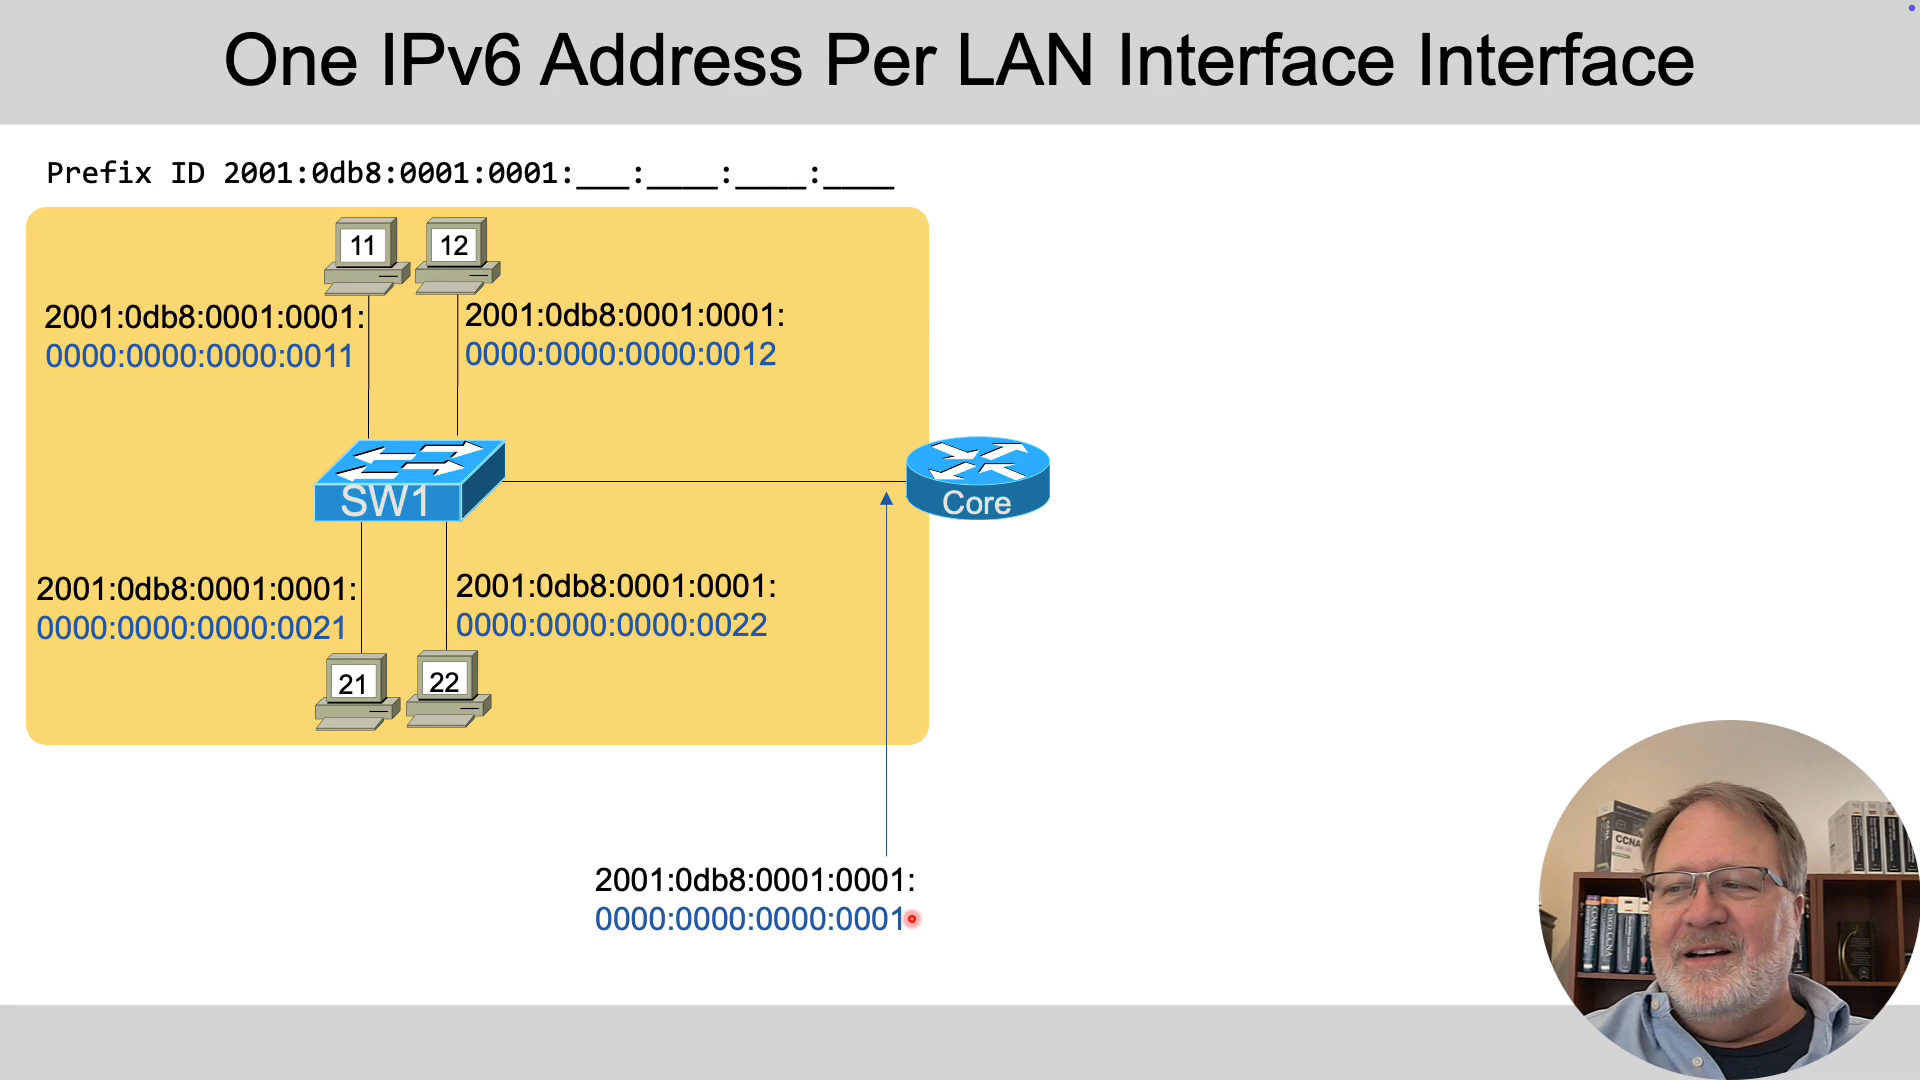 One IPv6 Address Per LAN Interface Interface
Prefix ID 2001:0db8:0001:0001:___:____:____:____
11
12
2001:0db8:0001:0001:
0000:0000:0000:0011
2001:0db8:0001:0001:
0000:0000:0000:0012
SW1
Core
2001:0db8:0001:0001:
0000:0000:0000:0021
2001:0db8:0001:0001:
0000:0000:0000:0022
21
22
2001:0db8:0001:0001:
0000:0000:0000:0001
CCNA